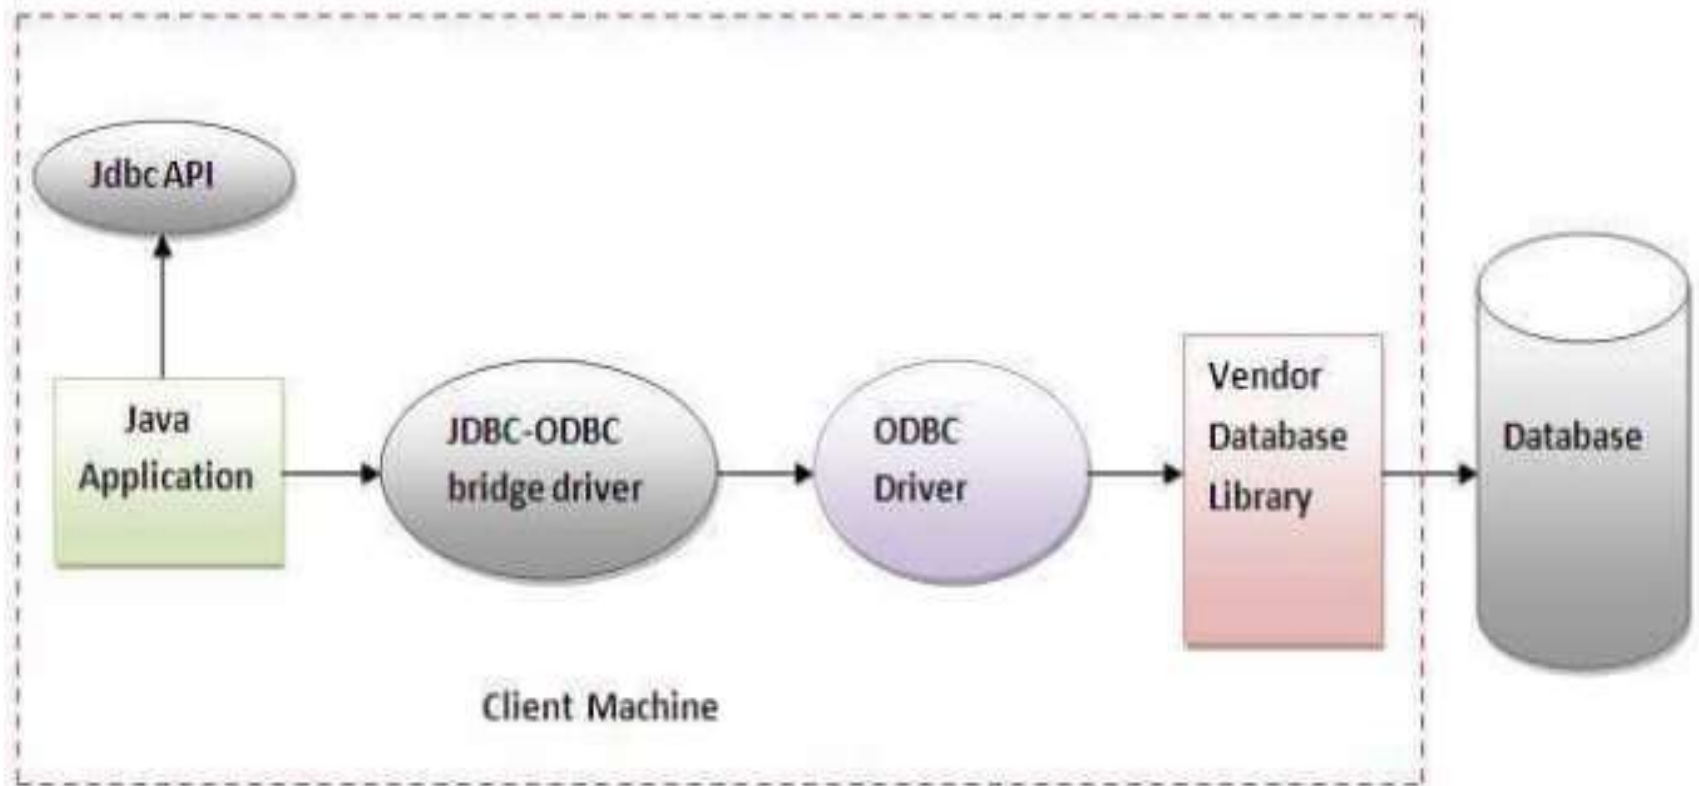 Jdbc API
Java
Application
JDBC-ODBC
bridge driver
ODBC
Driver
Vendor
Database
Library
Database
Client Machine